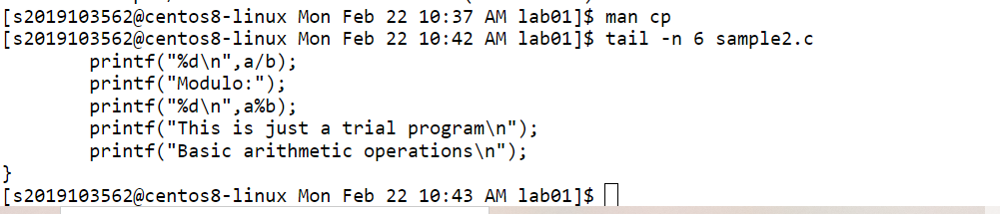 [s2019103562@centos8-linux Mon Feb 22 10:37 AM lab01]$ man cp
[s2019103562@centos8-linux Mon Feb 22 10:42 AM lab01]$ tail -n 6 sample2.c
        printf("%d\n",a/b);
        printf("Modulo:");
        printf("%d\n",a%b);
        printf("This is just a trial program\n");
        printf("Basic arithmetic operations\n");
}
[s2019103562@centos8-linux Mon Feb 22 10:43 AM lab01]$